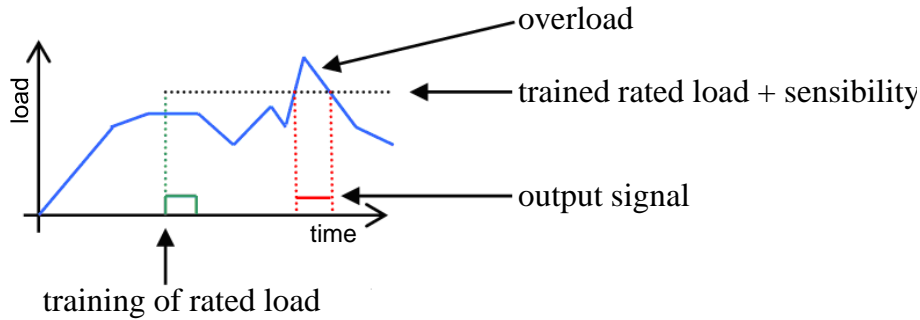 overload
load
trained rated load + sensibility
output signal
time
training of rated load